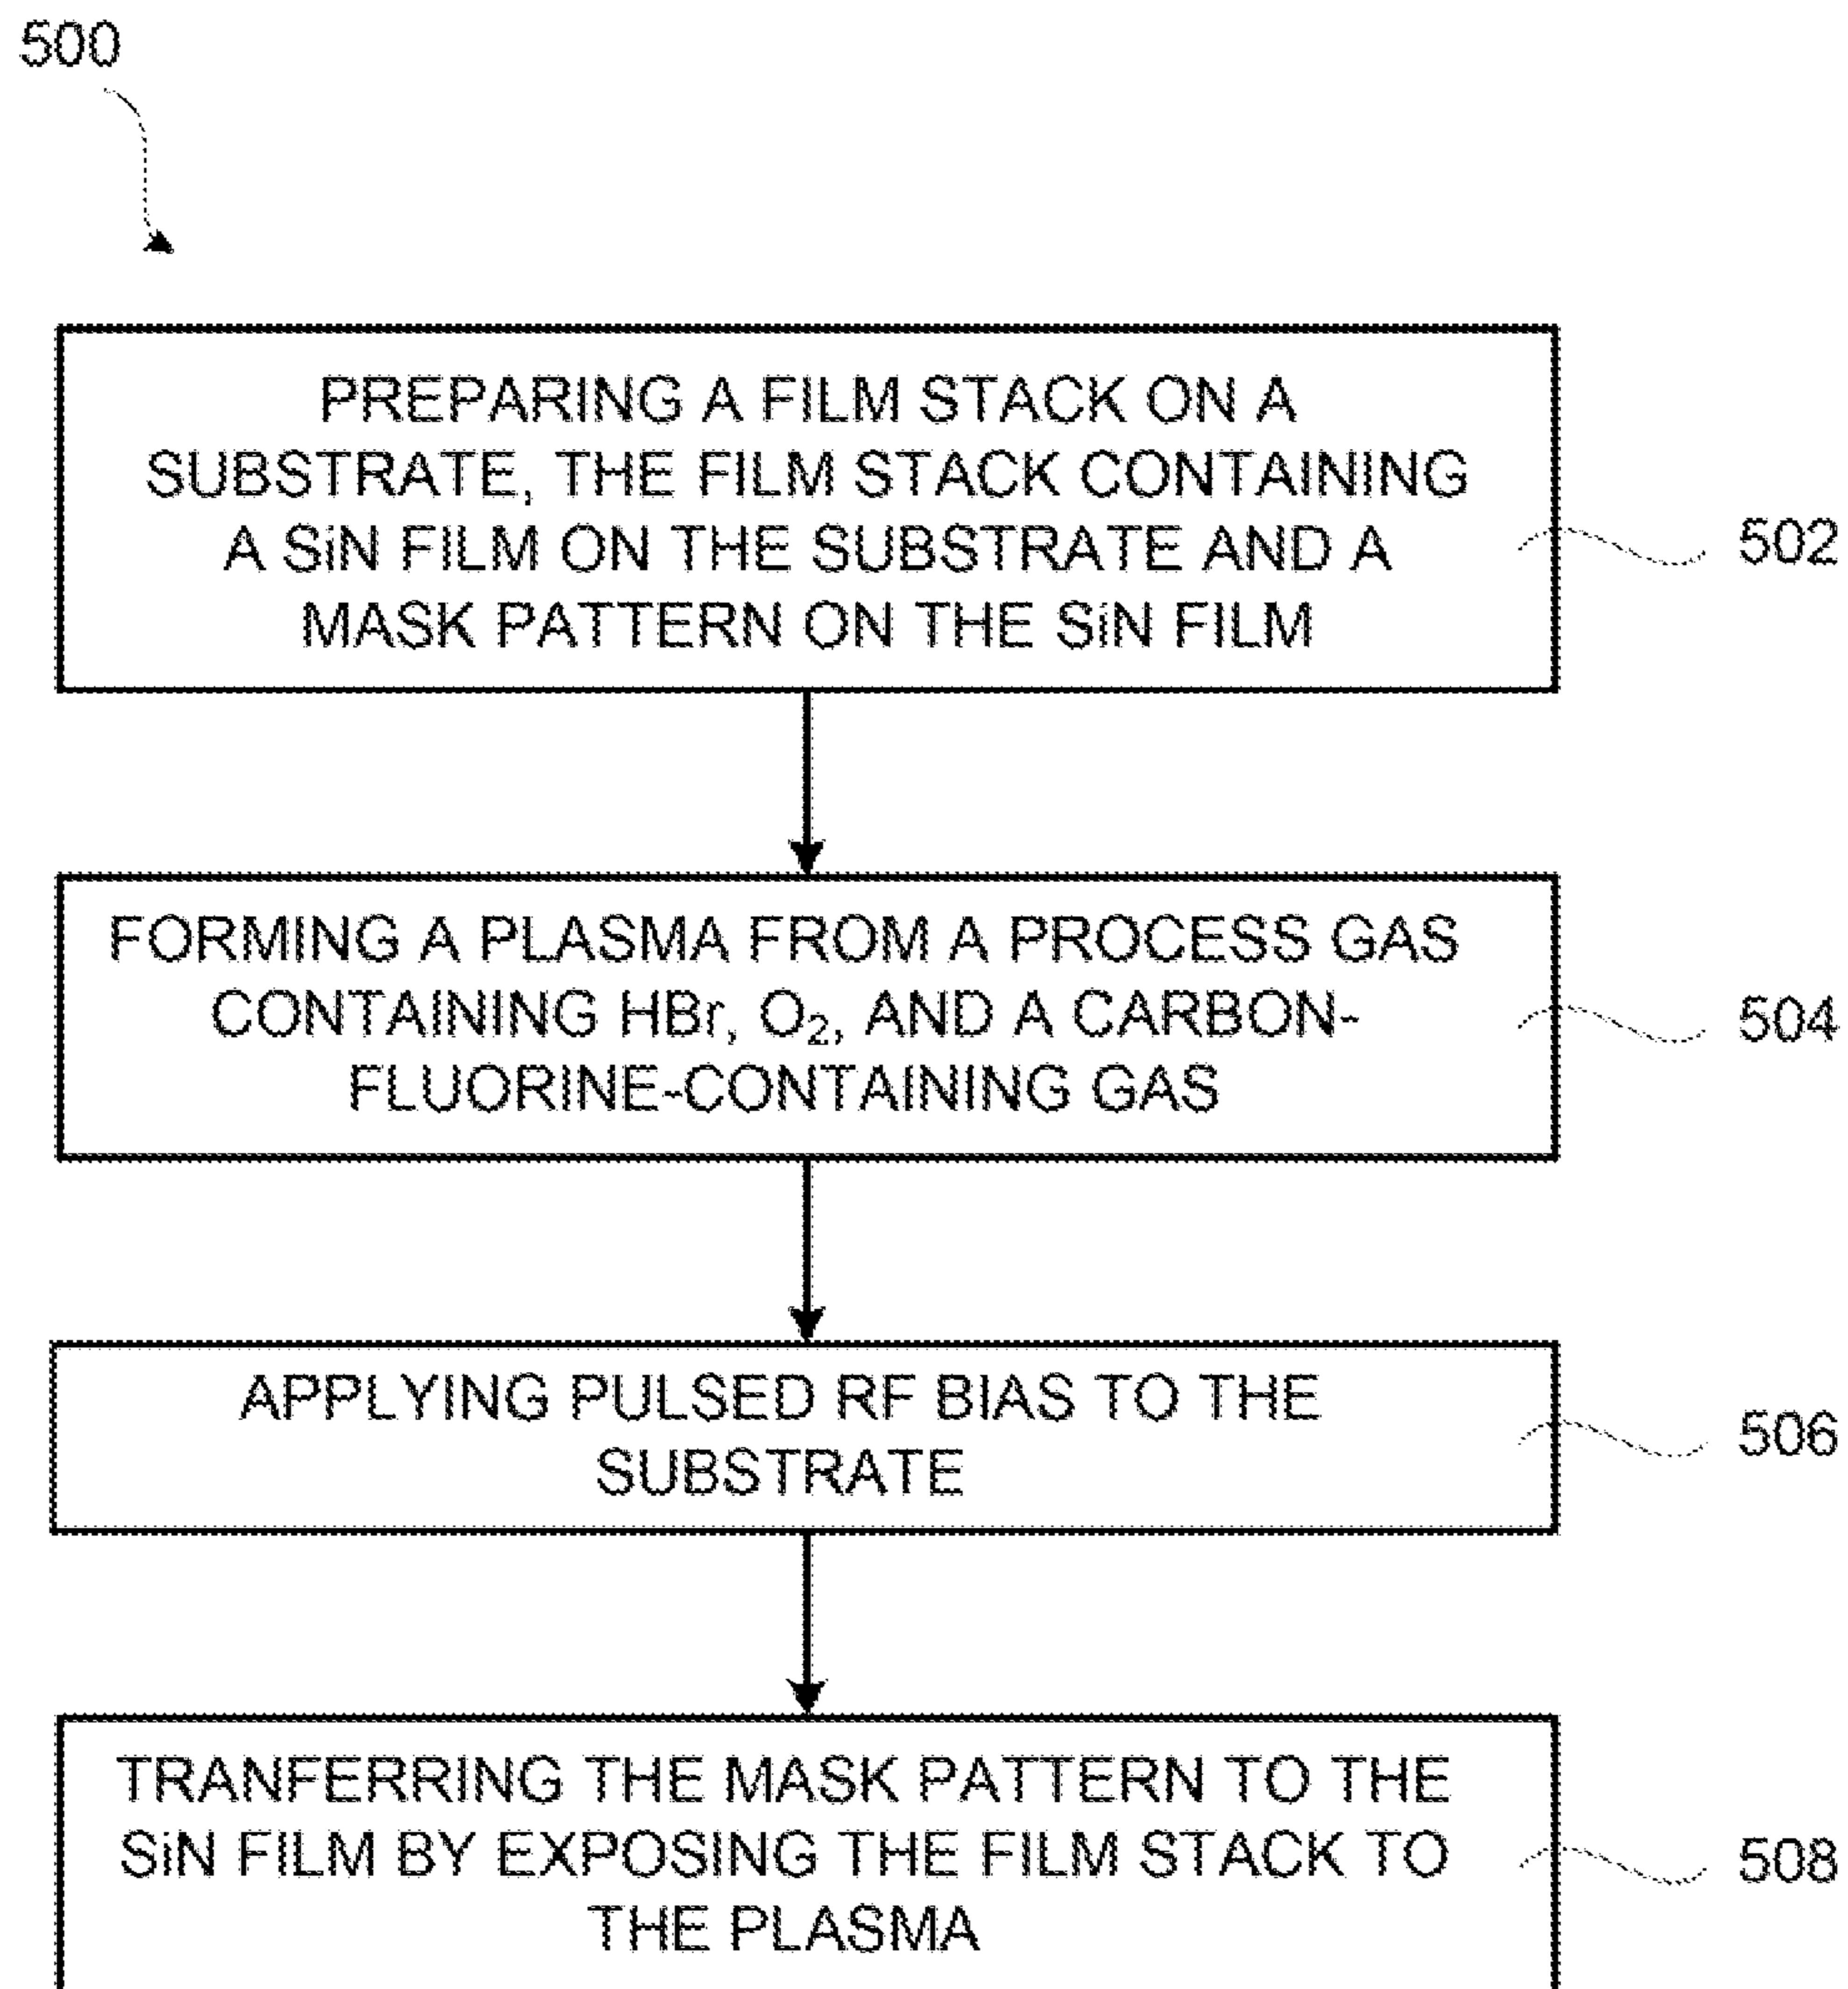 500
PREPARING A FILM STACK ON A
SUBSTRATE, THE FILM STACK CONTAINING
A SiN FILM ON THE SUBSTRATE AND A
MASK PATTERN ON THE SiN FILM
502
FORMING A PLASMA FROM A PROCESS GAS
CONTAINING HBr, O₂, AND A CARBON-
FLUORINE-CONTAINING GAS
504
APPLYING PULSED RF BIAS TO THE
SUBSTRATE
506
TRANFERRING THE MASK PATTERN TO THE
SiN FILM BY EXPOSING THE FILM STACK TO
THE PLASMA
508